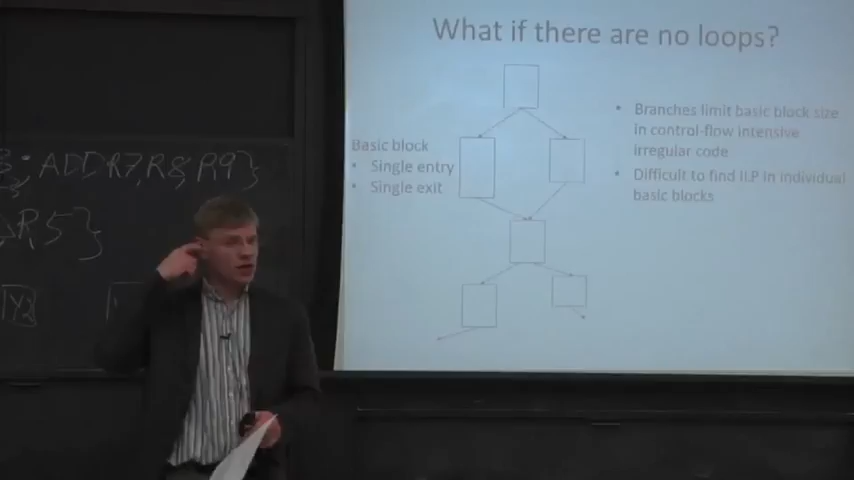 What if there are no loops?
Basic block
• Single entry
• Single exit
• Branches limit basic block size
in control-flow intensive
irregular code
• Difficult to find ILP in individual
basic blocks
ADD R7, R8, R9}
R5}